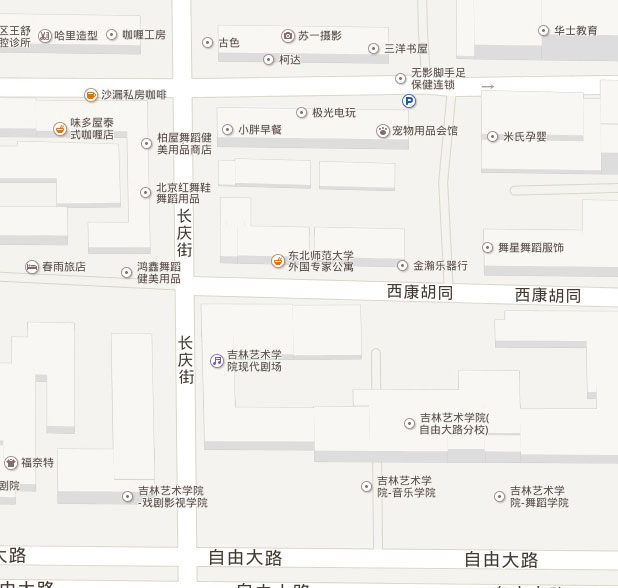 区王舒
腔诊所
哈里造型
咖喱工房
古色
苏一摄影
三洋书屋
柯达
华士教育
无影脚手足
保健连锁
沙漏私房咖啡
P
味多屋泰
式咖喱店
柏屋舞蹈健
美用品商店
小胖早餐
极光电玩
宠物用品会馆
米氏孕婴
北京红舞鞋
舞蹈用品
长
庆
街
春雨旅店
鸿鑫舞蹈
健美用品
东北师范大学
外国专家公寓
金瀚乐器行
舞星舞蹈服饰
西康胡同
西康胡同
长
庆
街
吉林艺术学
院现代剧场
吉林艺术学院(
自由大路分校)
福奈特
剧院
吉林艺术学院
-戏剧影视学院
吉林艺术学
院-音乐学院
吉林艺术学
院-舞蹈学院
大路
自由大路
自由大路